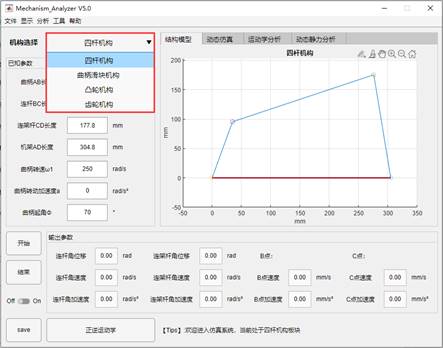 Mechanism_Analyzer V5.0
文件 显示 分析 工具 帮助
机构选择 四杆机构
四杆机构
曲柄滑块机构
凸轮机构
齿轮机构
已知参数
曲柄AB长
连杆BC长
连架杆CD长度 177.8 mm
机架AD长度 304.8 mm
曲柄转速ω1 250 rad/s
曲柄转动加速度a 0 rad/s²
曲柄起角Φ 70 °
结构模型 动态仿真 运动学分析 动态静力分析
四杆机构
200
150
100
50
0
-50
-50 0 50 100 150 200 250 300 350
mm
mm
开始
结束
Off On
save
输出参数
连杆角位移 0.00 rad 连架杆角位移 0.00 rad B点: C点:
连杆角速度 0.00 rad/s 连架杆角速度 0.00 rad/s B点速度 0.00 mm/s C点速度 0.00 mm/s
连杆角加速度 0.00 rad/s² 连架杆角加速度 0.00 rad/s² B点加速度 0.00 mm/s² C点加速度 0.00 mm/s²
正逆运动学
【Tips】:欢迎进入仿真系统，当前处于四杆机构板块